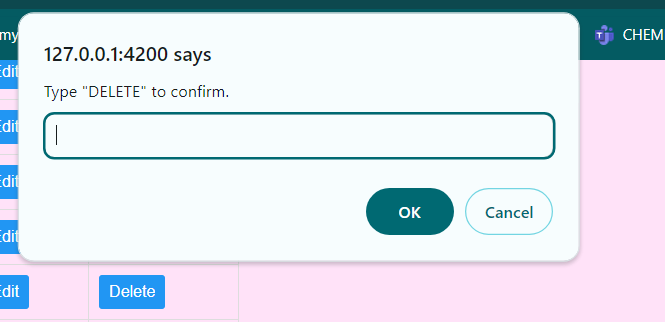 my
CHEM
127.0.0.1:4200 says
Type "DELETE" to confirm.
OK
Cancel
Edit
Edit
Edit
Edit
Edit
Delete